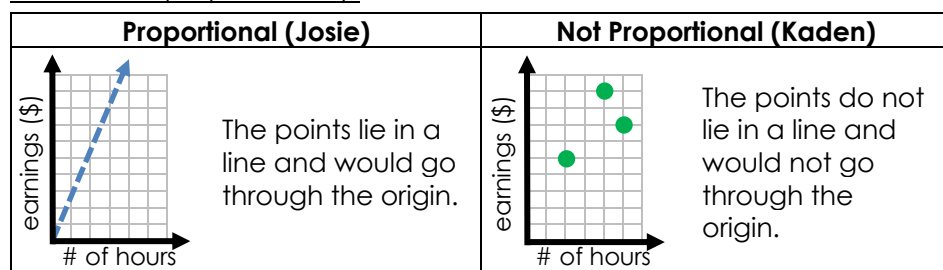 Proportional (Josie)
Not Proportional (Kaden)
earnings ($)
The points lie in a
line and would go
through the origin.
# of hours
earnings ($)
The points do not
lie in a line and
would not go
through the
origin.
# of hours